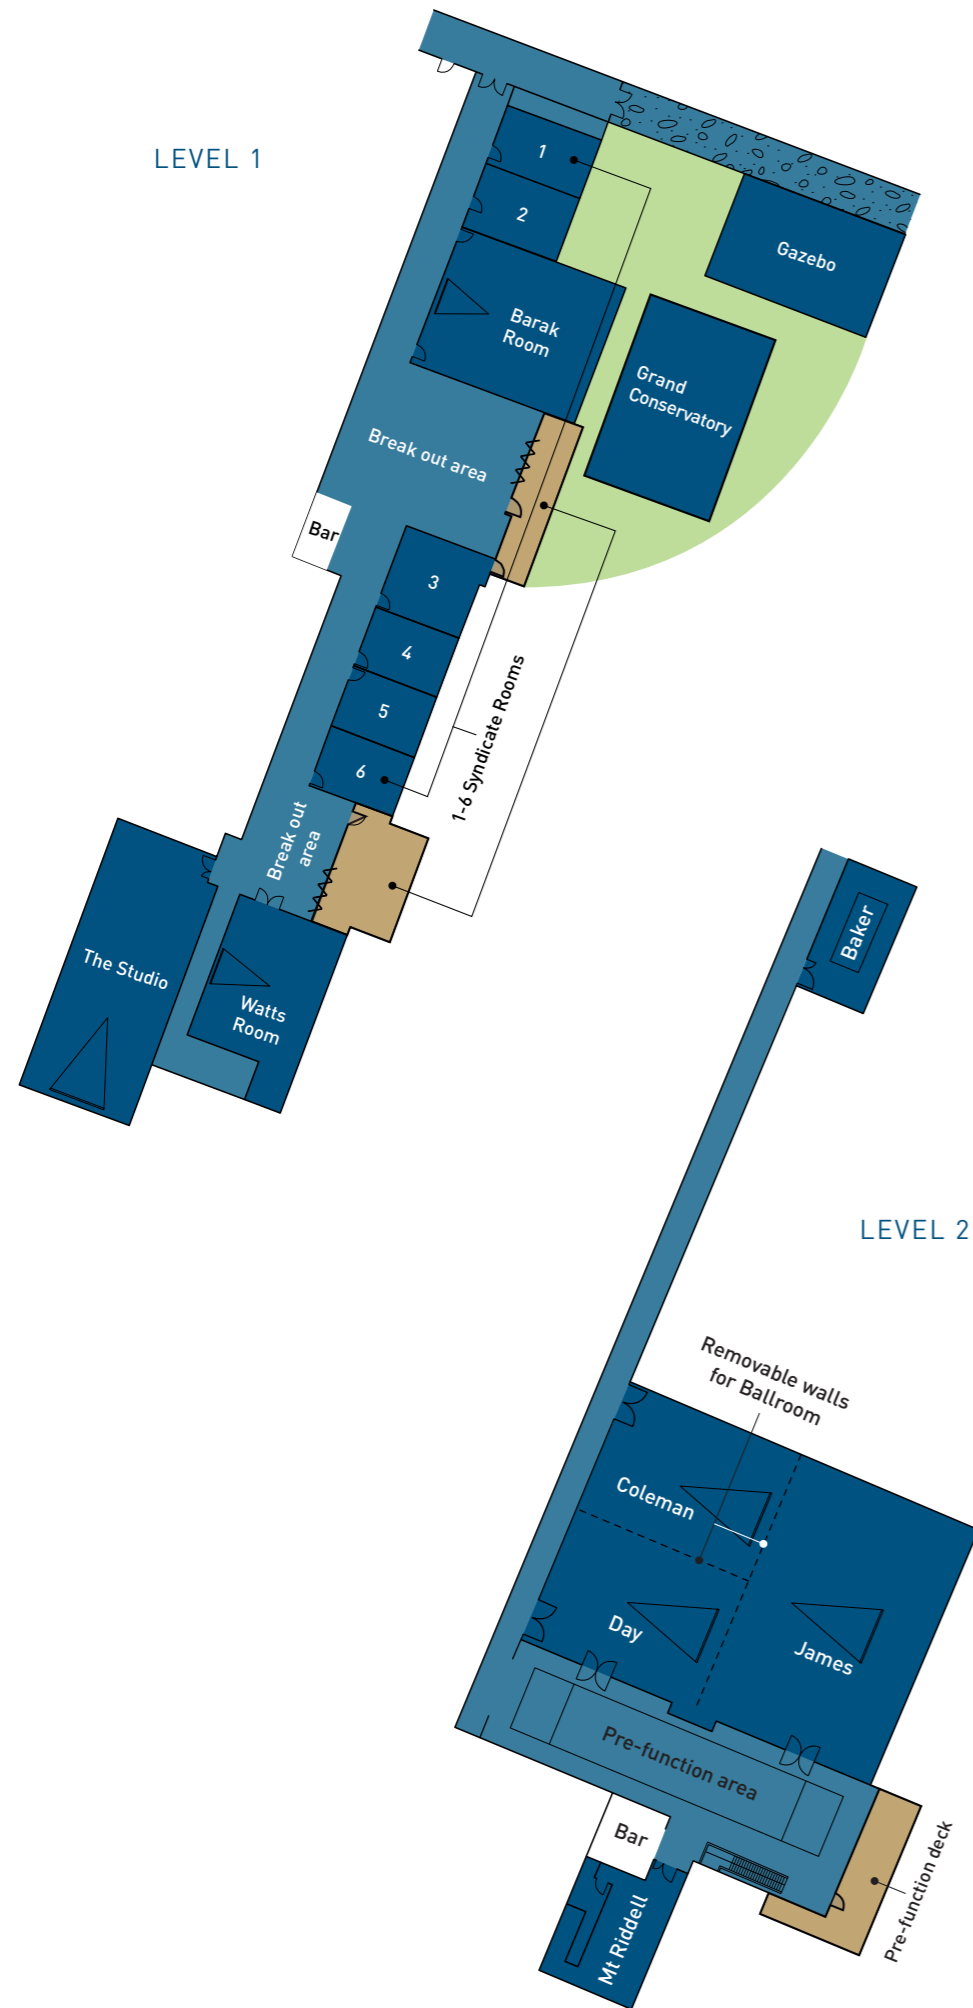 LEVEL 1
1
2
Gazebo
Barak
Room
Grand
Conservatory
Break out area
Bar
3
4
5
6
1-6 Syndicate Rooms
Break out
area
The Studio
Watts
Room
Baker
LEVEL 2
Removable walls
for Ballroom
Coleman
Day
James
Pre-function area
Bar
Pre-function deck
Mt Riddell